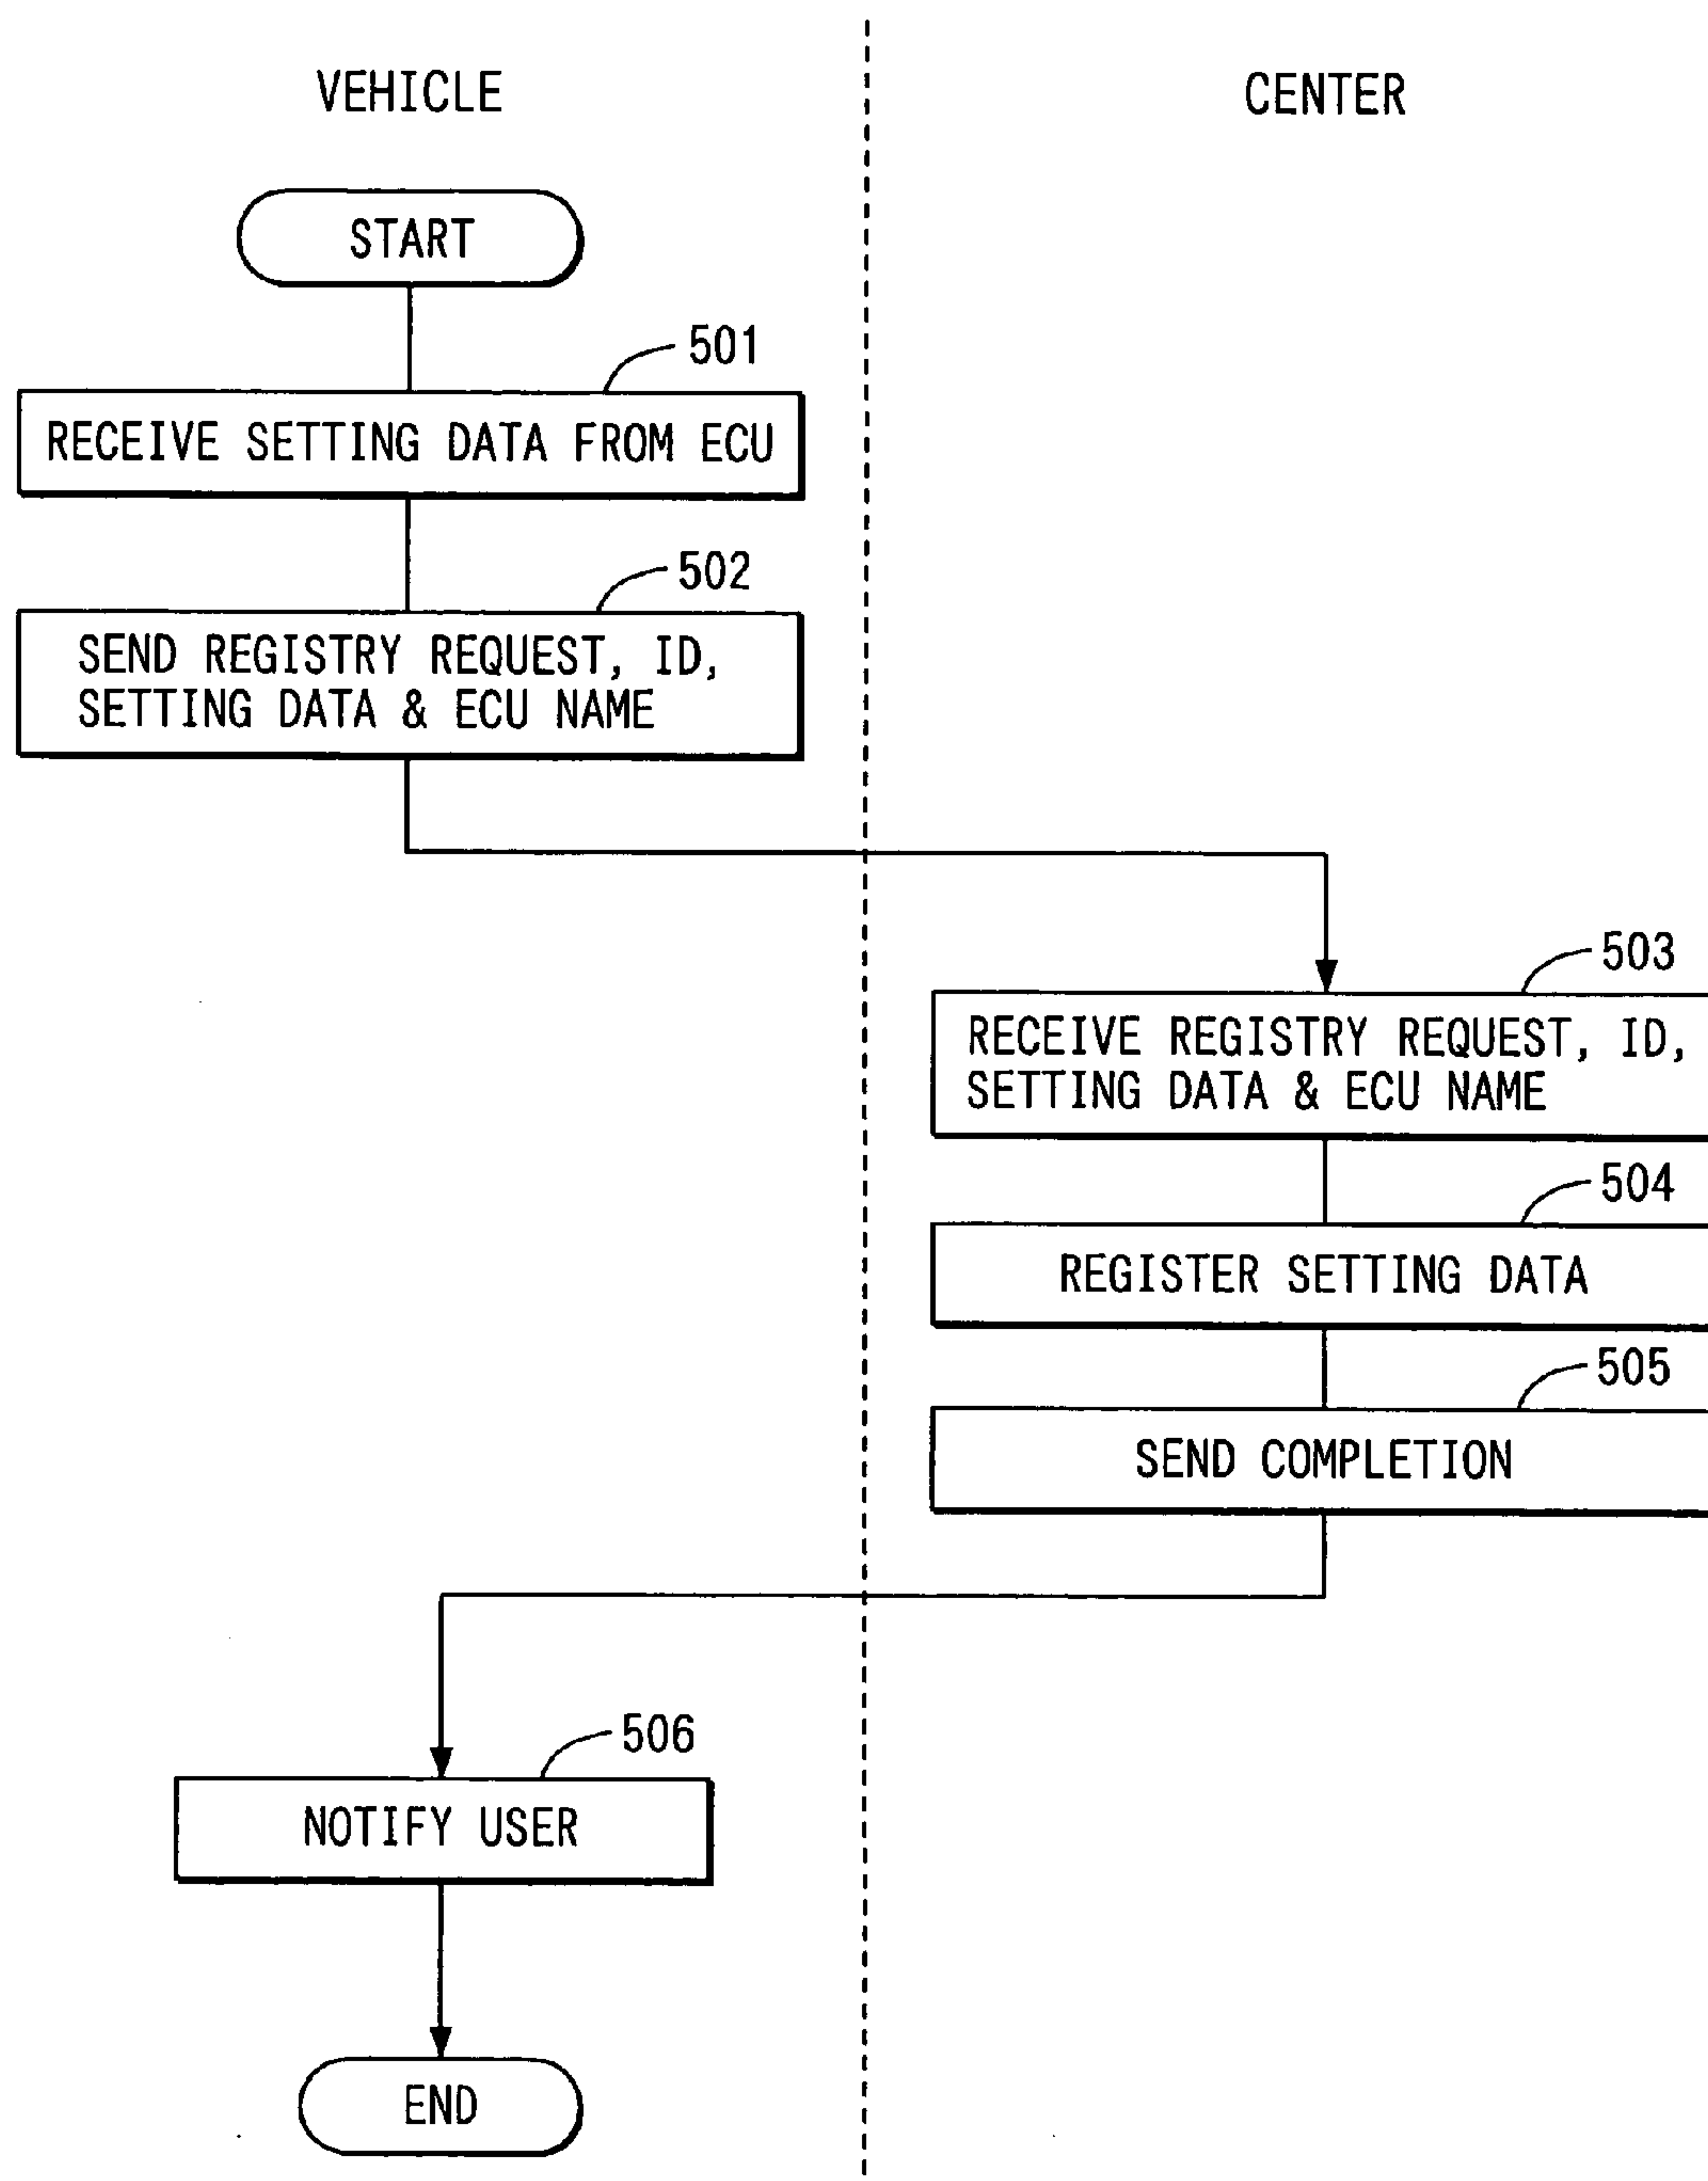 VEHICLE
CENTER
START
501
RECEIVE SETTING DATA FROM ECU
502
SEND REGISTRY REQUEST, ID,
SETTING DATA & ECU NAME
503
RECEIVE REGISTRY REQUEST, ID,
SETTING DATA & ECU NAME
504
REGISTER SETTING DATA
505
SEND COMPLETION
506
NOTIFY USER
END